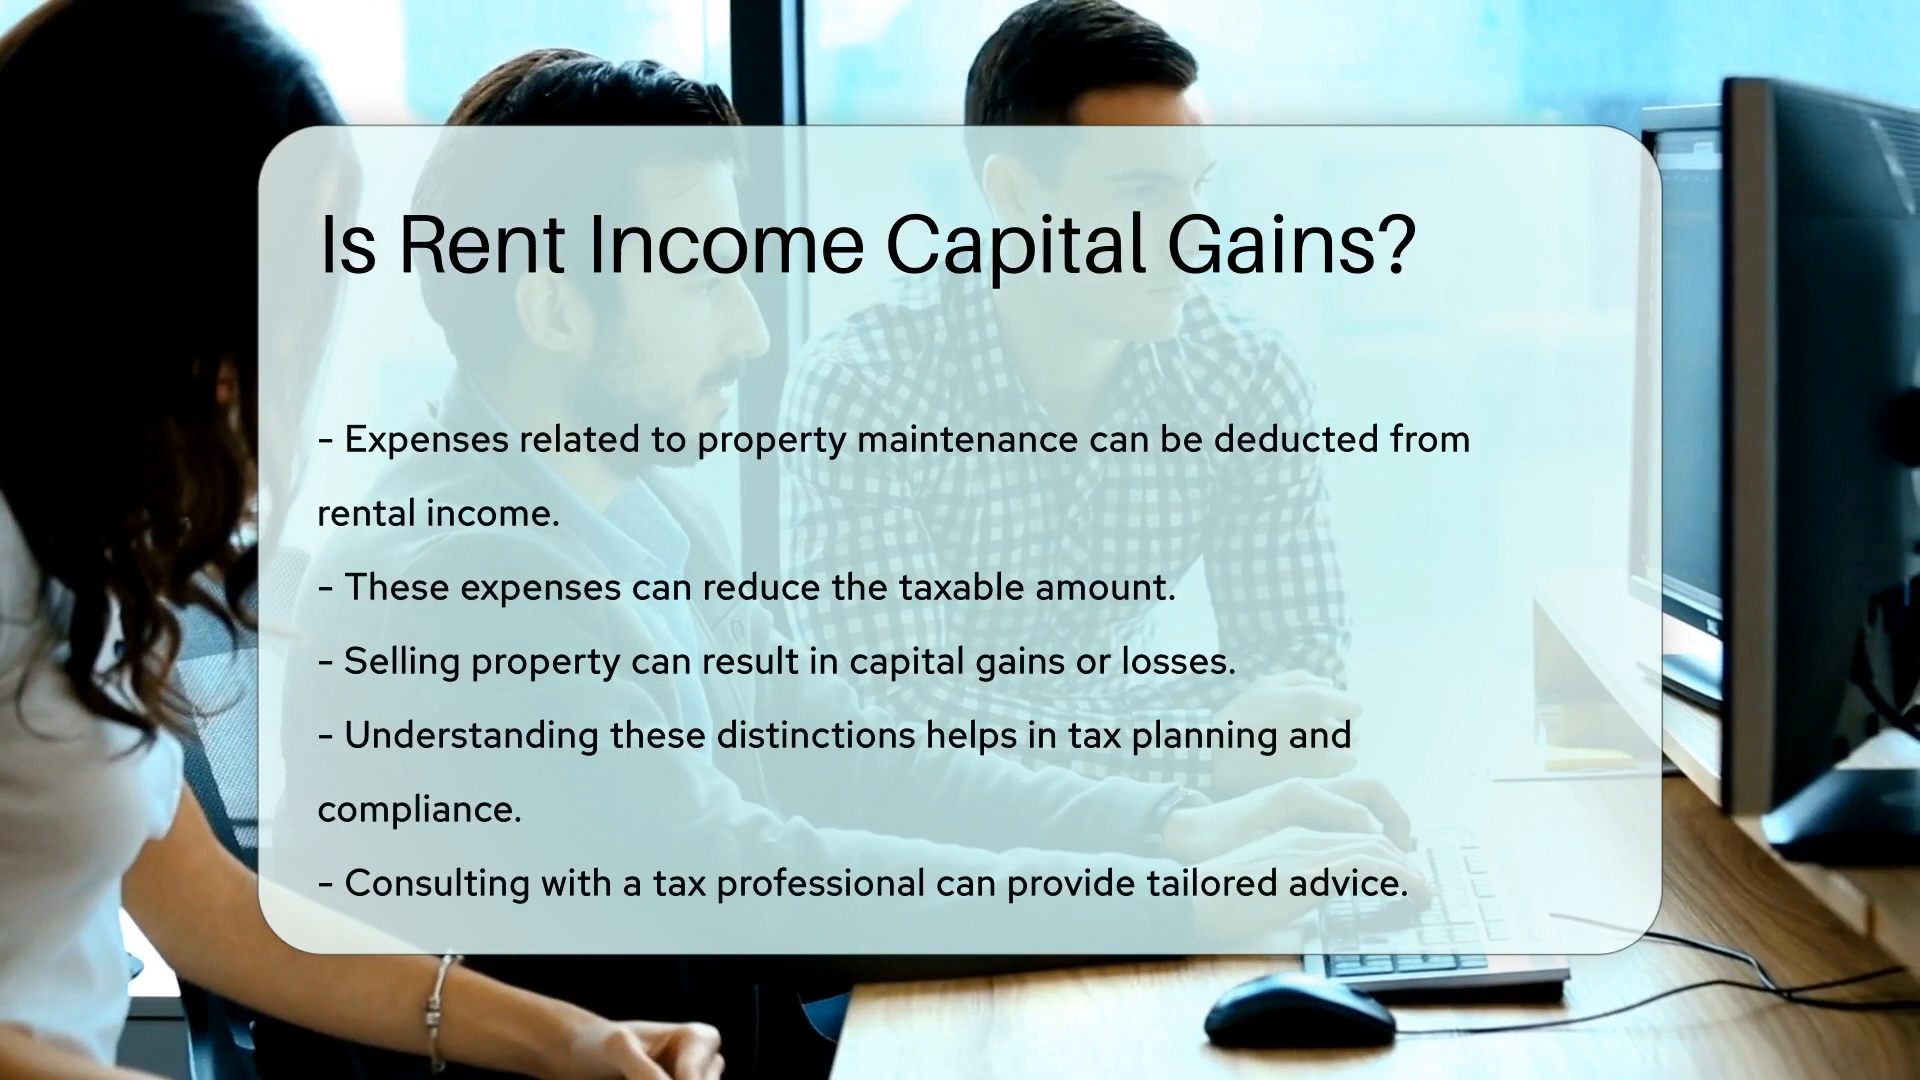 Is Rent Income Capital Gains?
- Expenses related to property maintenance can be deducted from
rental income.
- These expenses can reduce the taxable amount.
- Selling property can result in capital gains or losses.
- Understanding these distinctions helps in tax planning and
compliance.
- Consulting with a tax professional can provide tailored advice.